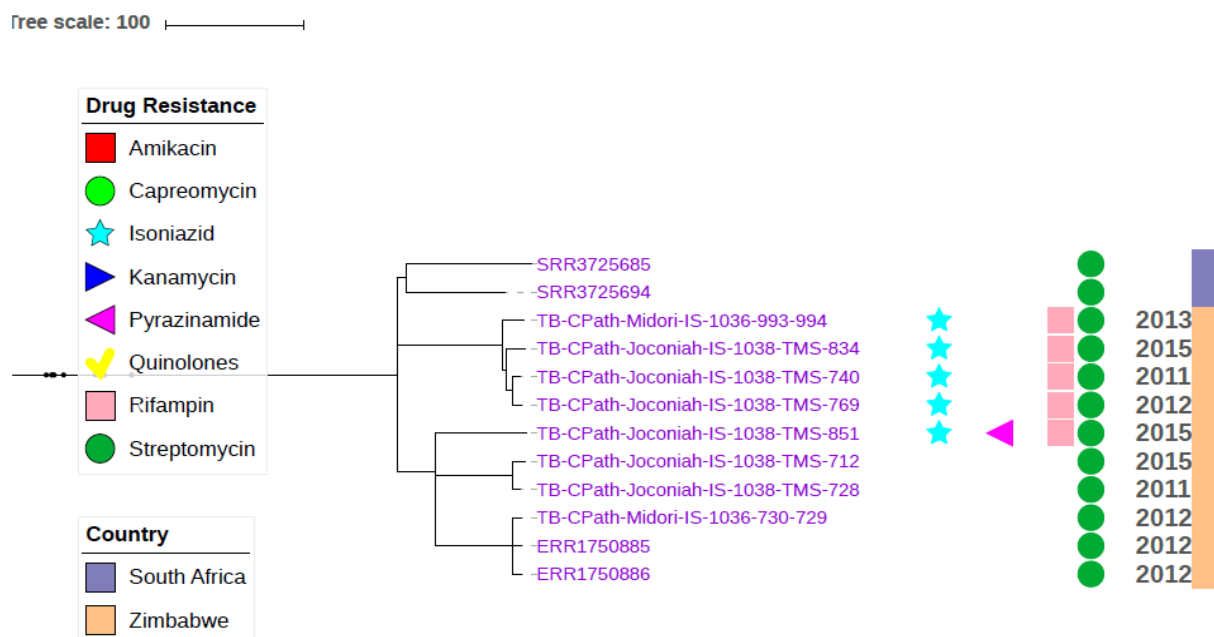 Tree scale: 100
Drug Resistance
Amikacin
Capreomycin
Isoniazid
Kanamycin
Pyrazinamide
Quinolones
Rifampin
Streptomycin
Country
South Africa
Zimbabwe
SRR3725685
SRR3725694
TB-CPath-Midori-IS-1036-993-994 2013
TB-CPath-Joconiah-IS-1038-TMS-834 2015
TB-CPath-Joconiah-IS-1038-TMS-740 2011
TB-CPath-Joconiah-IS-1038-TMS-769 2012
TB-CPath-Joconiah-IS-1038-TMS-851 2015
TB-CPath-Joconiah-IS-1038-TMS-712 2015
TB-CPath-Joconiah-IS-1038-TMS-728 2011
TB-CPath-Midori-IS-1036-730-729 2012
ERR1750885 2012
ERR1750886 2012